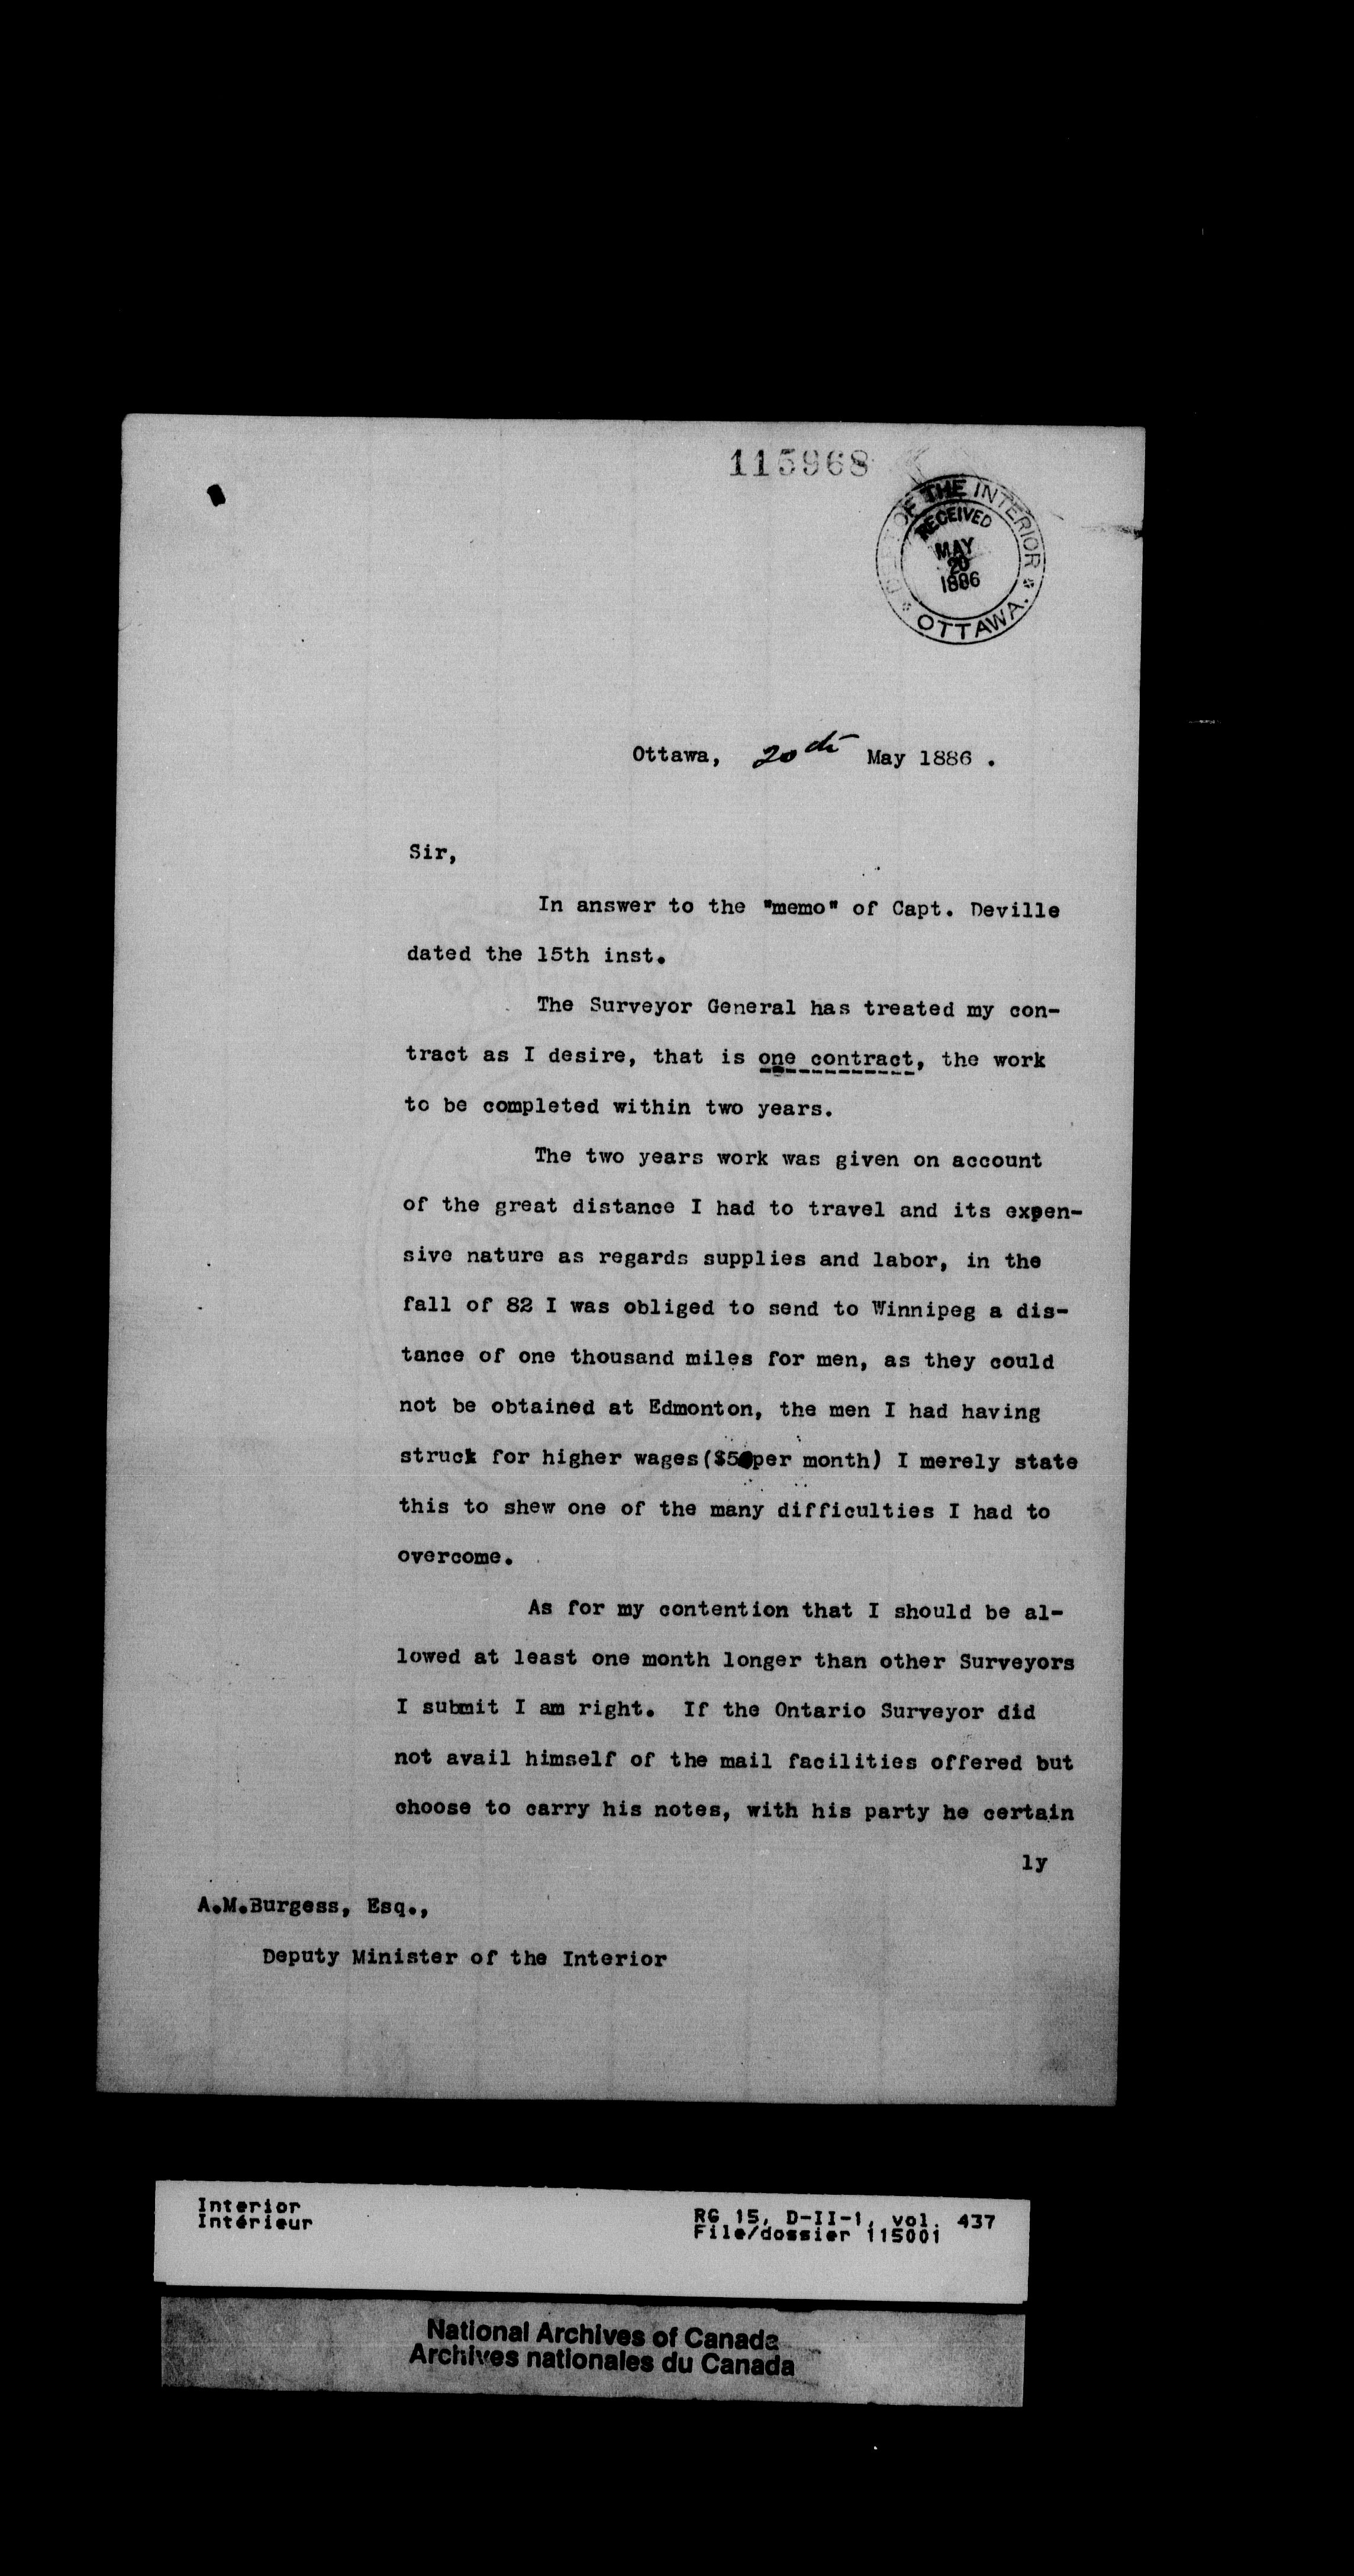 115968
DEPT OF THE INTERIOR
RECEIVED
MAY
20
1886
* OTTAWA. *
Ottawa, 20th May 1886 .
Sir,
In answer to the "memo" of Capt. Deville
dated the 15th inst.
The Surveyor General has treated my con-
tract as I desire, that is one contract, the work
to be completed within two years.
The two years work was given on account
of the great distance I had to travel and its expen-
sive nature as regards supplies and labor, in the
fall of 82 I was obliged to send to Winnipeg a dis-
tance of one thousand miles for men, as they could
not be obtained at Edmonton, the men I had having
struck for higher wages ($50 per month) I merely state
this to shew one of the many difficulties I had to
overcome.
As for my contention that I should be al-
lowed at least one month longer than other Surveyors
I submit I am right. If the Ontario Surveyor did
not avail himself of the mail facilities offered but
choose to carry his notes, with his party he certain
ly
A.M.Burgess, Esq.,
Deputy Minister of the Interior
Interior
Intérieur
RG 15, D-II-1, vol. 437
File/dossier 115001
National Archives of Canada
Archives nationales du Canada